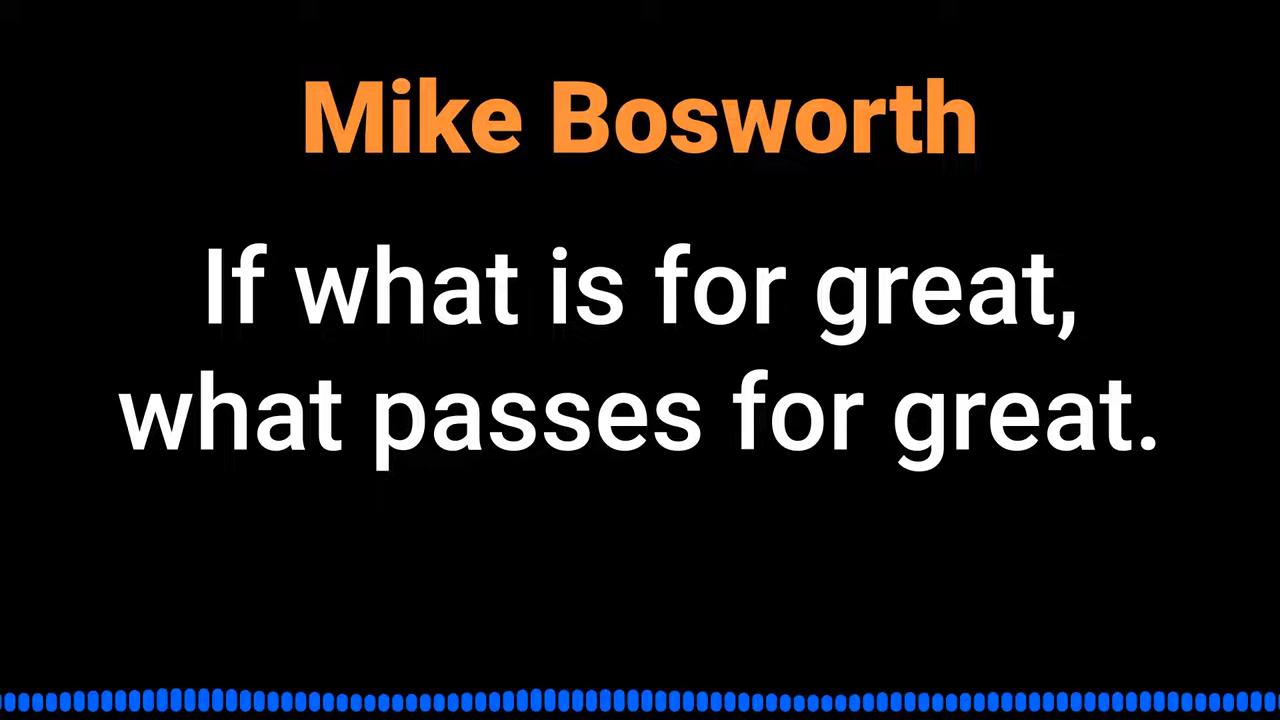 Mike Bosworth
If what is for great,
what passes for great.